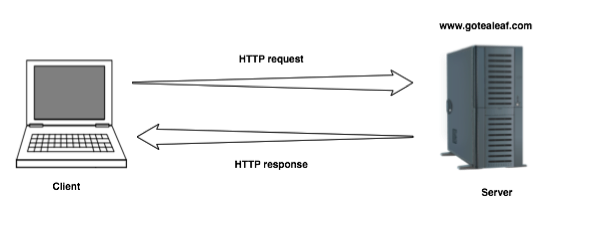 www.gotealeaf.com
HTTP request
HTTP response
Client
Server